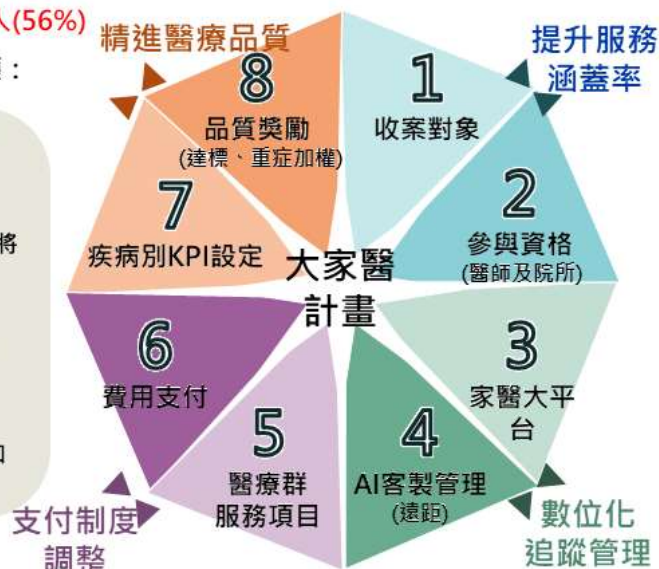 人(56%)
精進醫療品質
：
將
提升服務
涵蓋率
8
品質獎勵
(達標、重症加權)
1
收案對象
2
參與資格
(醫師及院所)
7
疾病別KPI設定
大家醫
計畫
6
費用支付
3
家醫大平
台
5
醫療群
服務項目
4
AI客製管理
(遠距)
支付制度
調整
數位化
追蹤管理